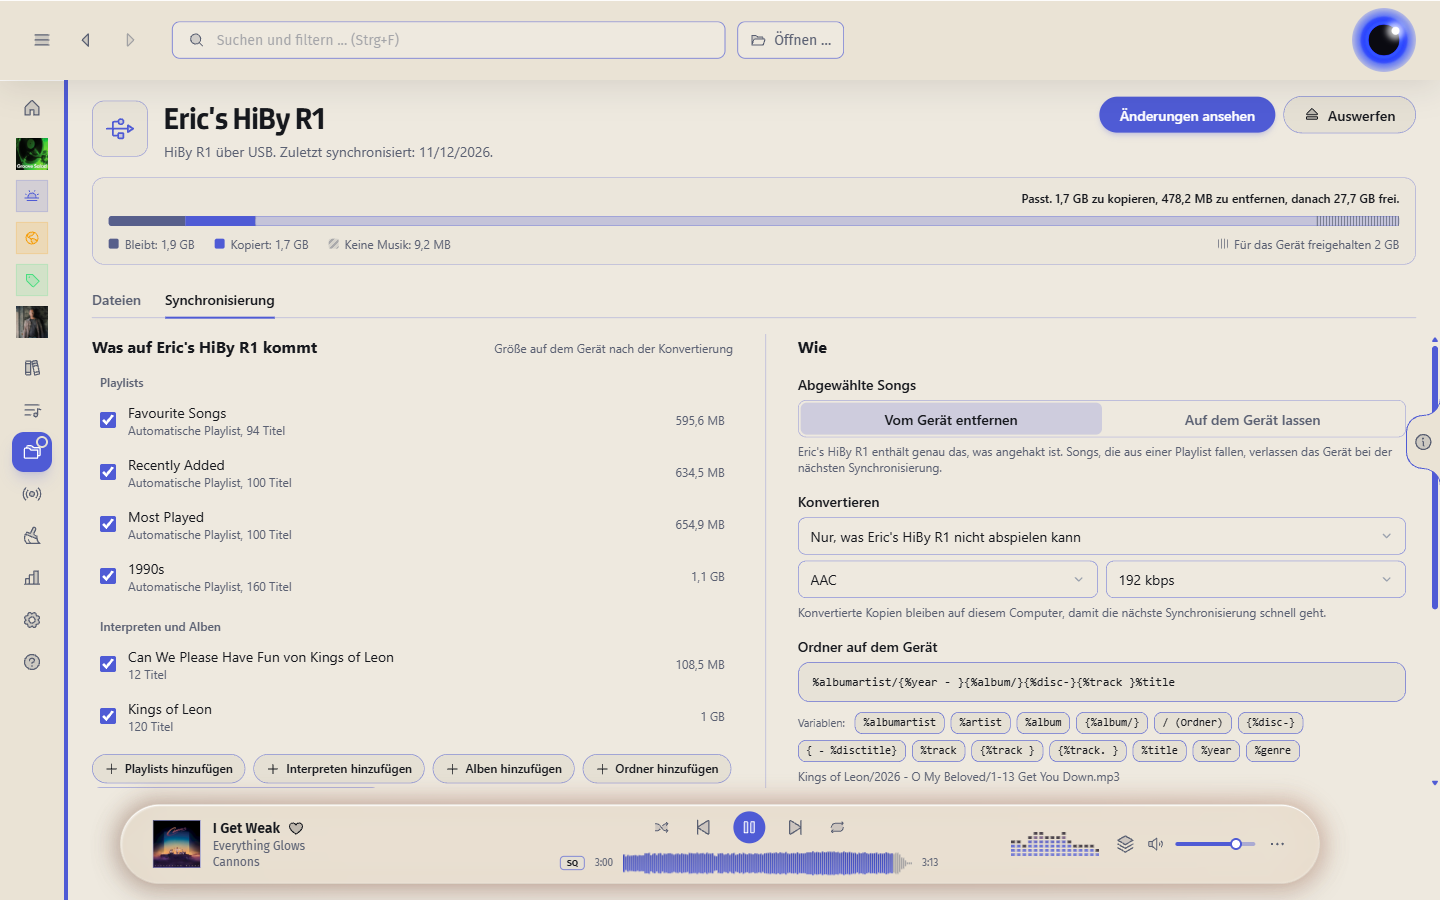 Suchen und filtern ... (Strg+F)
Öffnen ...
Eric's HiBy R1
HiBy R1 über USB. Zuletzt synchronisiert: 11/12/2026.
Änderungen ansehen
Auswerfen
Passt. 1,7 GB zu kopieren, 478,2 MB zu entfernen, danach 27,7 GB frei.
Bleibt: 1,9 GB
Kopiert: 1,7 GB
Keine Musik: 9,2 MB
Für das Gerät freigehalten 2 GB
Dateien
Synchronisierung
Was auf Eric's HiBy R1 kommt
Größe auf dem Gerät nach der Konvertierung
Playlists
Favourite Songs
Automatische Playlist, 94 Titel
595,6 MB
Recently Added
Automatische Playlist, 100 Titel
634,5 MB
Most Played
Automatische Playlist, 100 Titel
654,9 MB
1990s
Automatische Playlist, 160 Titel
1,1 GB
Interpreten und Alben
Can We Please Have Fun von Kings of Leon
12 Titel
108,5 MB
Kings of Leon
120 Titel
1 GB
Playlists hinzufügen
Interpreten hinzufügen
Alben hinzufügen
Ordner hinzufügen
Wie
Abgewählte Songs
Vom Gerät entfernen
Auf dem Gerät lassen
Eric's HiBy R1 enthält genau das, was angehakt ist. Songs, die aus einer Playlist fallen, verlassen das Gerät bei der
nächsten Synchronisierung.
Konvertieren
Nur, was Eric's HiBy R1 nicht abspielen kann
AAC
192 kbps
Konvertierte Kopien bleiben auf diesem Computer, damit die nächste Synchronisierung schnell geht.
Ordner auf dem Gerät
%albumartist/{%year - }{%album/}{%disc-}{%track }%title
Variablen: %albumartist %artist %album {%album/} / (Ordner) {%disc-}
{ - %disctitle} %track {%track } {%track. } %title %year %genre
Kings of Leon/2026 - O My Beloved/1-13 Get You Down.mp3
I Get Weak
Everything Glows
Cannons
SQ
3:00
3:13